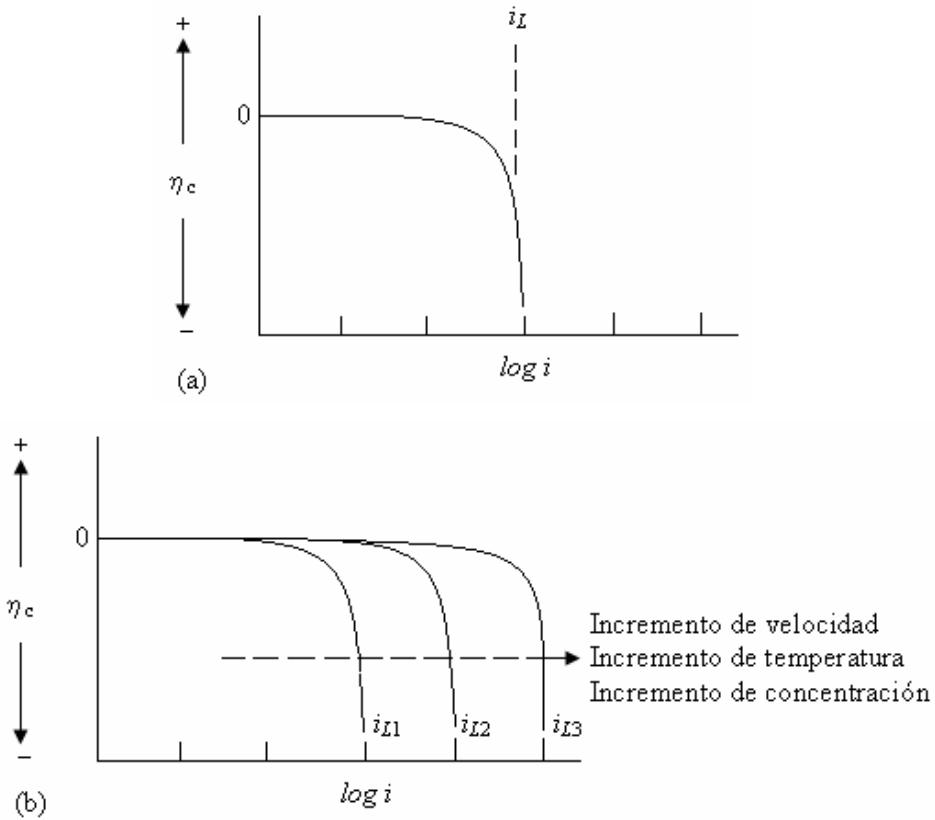 i_L
+
0
η_c
−
log i
(a)
+
0
η_c
−
Incremento de velocidad
Incremento de temperatura
Incremento de concentración
i_L1
i_L2
i_L3
log i
(b)